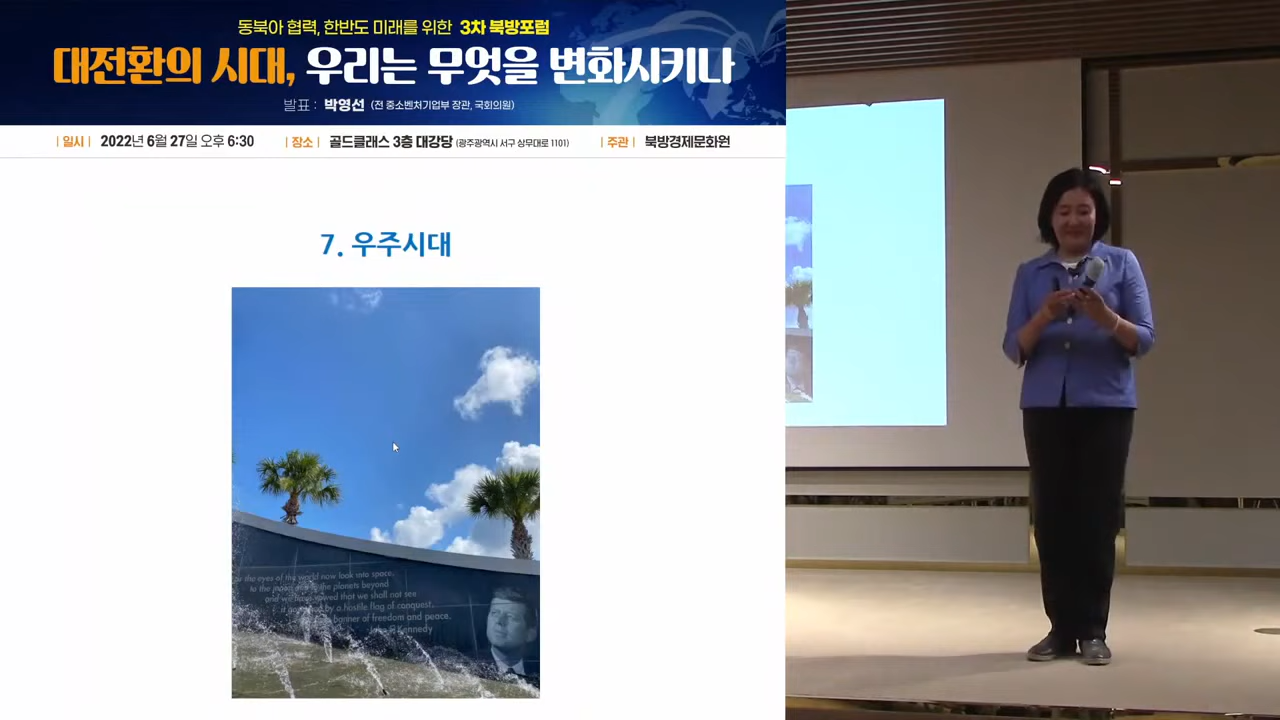 동북아 협력, 한반도 미래를 위한 3차 북방포럼
대전환의 시대, 우리는 무엇을 변화시키나
발표 : 박영선 (전 중소벤처기업부 장관, 국회의원)
| 일시 | 2022년 6월 27일 오후 6:30 | 장소 | 골드클래스 3층 대강당 (광주광역시 서구 상무대로 1101) | 주관 | 북방경제문화원
7. 우주시대
the eyes of the world now look into space,
to the moon and to the planets beyond
and we have vowed that we shall not see
it governed by a hostile flag of conquest,
banner of freedom and peace.
John F. Kennedy